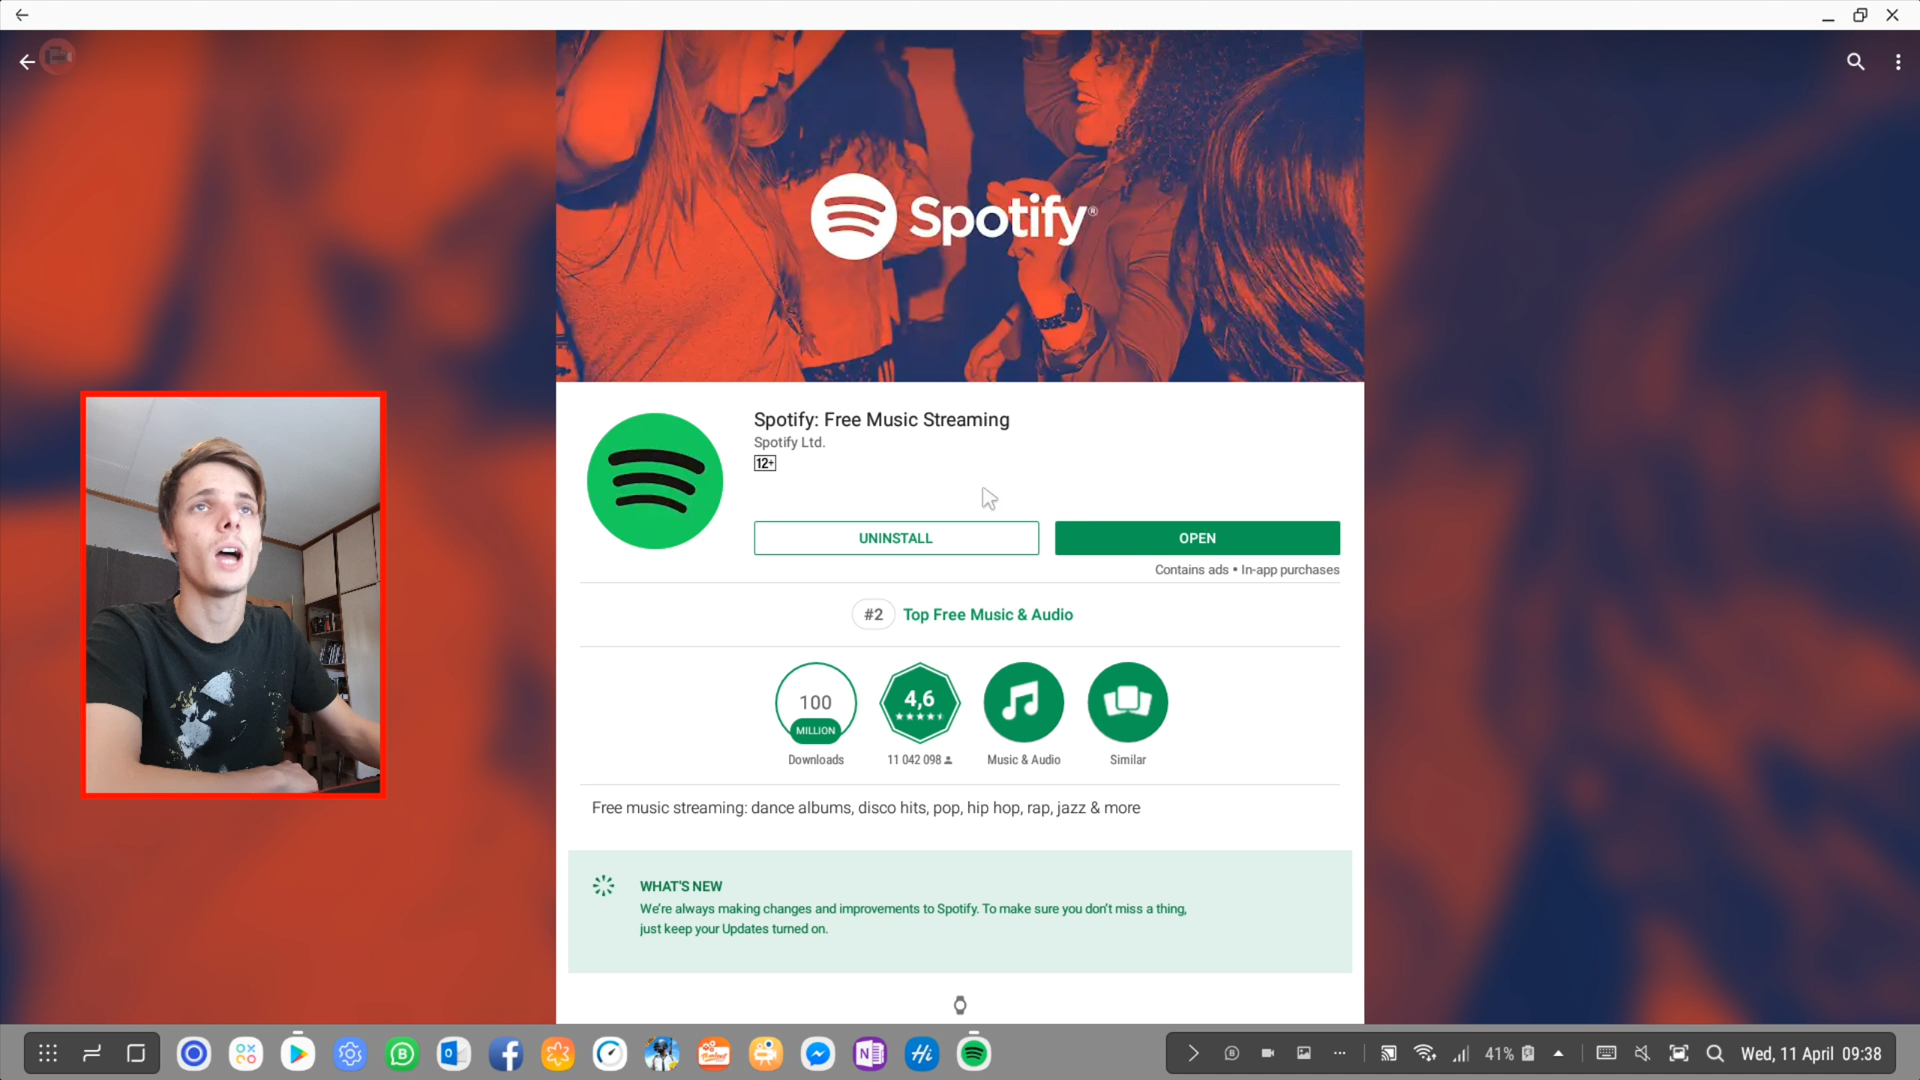 Spotify®
Spotify: Free Music Streaming
Spotify Ltd.
12+
UNINSTALL
OPEN
Contains ads • In-app purchases
#2 Top Free Music & Audio
100
MILLION
4,6
Downloads
11 042 098
Music & Audio
Similar
Free music streaming: dance albums, disco hits, pop, hip hop, rap, jazz & more
WHAT'S NEW
We're always making changes and improvements to Spotify. To make sure you don't miss a thing,
just keep your Updates turned on.
B
O
N
Hi
B
41%
Wed, 11 April 09:38